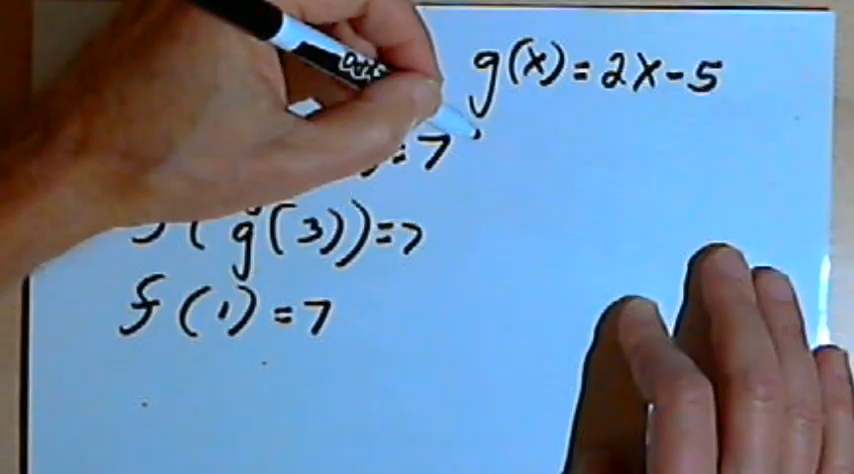 g(x)=2x-5
=7
(g(3))=7
f(1)=7